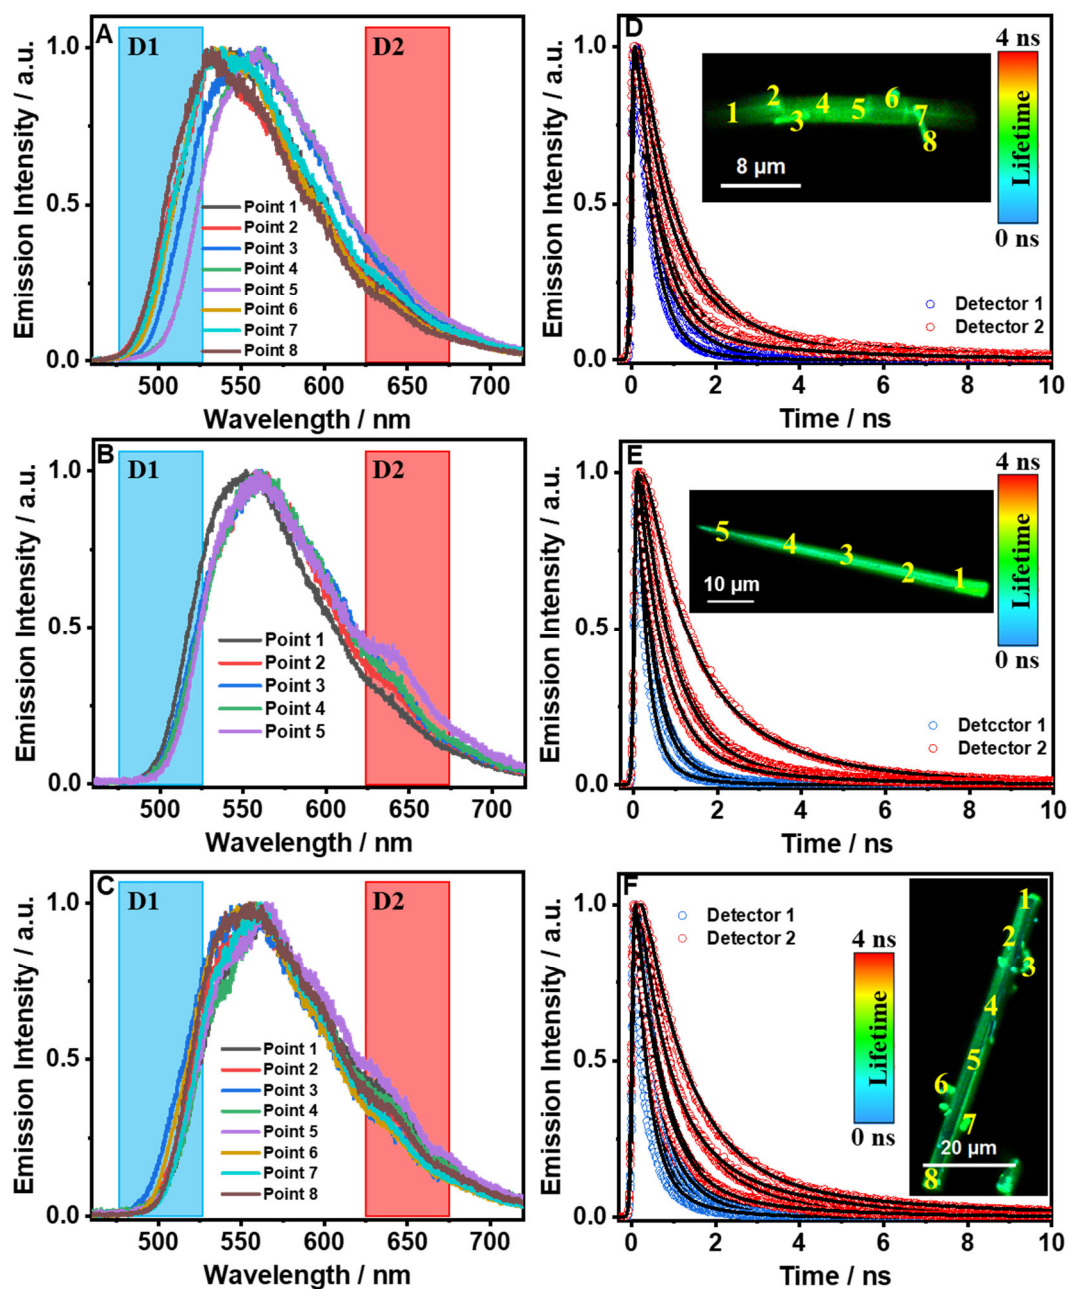 A
D1
D2
1.0
0.5
0.0
Emission Intensity / a.u.
Point 1
Point 2
Point 3
Point 4
Point 5
Point 6
Point 7
Point 8
500
550
600
650
700
Wavelength / nm
D
1.0
0.5
0.0
Emission Intensity / a.u.
1
2
3
4
5
6
7
8
8 µm
4 ns
Lifetime
0 ns
Detector 1
Detector 2
0
2
4
6
8
10
Time / ns
B
D1
D2
1.0
0.5
0.0
Emission Intensity / a.u.
Point 1
Point 2
Point 3
Point 4
Point 5
500
550
600
650
700
Wavelength / nm
E
1.0
0.5
0.0
Emission Intensity / a.u.
5
4
3
2
1
10 µm
4 ns
Lifetime
0 ns
Detcctor 1
Detector 2
0
2
4
6
8
10
Time / ns
C
D1
D2
1.0
0.5
0.0
Emission Intensity / a.u.
Point 1
Point 2
Point 3
Point 4
Point 5
Point 6
Point 7
Point 8
500
550
600
650
700
Wavelength / nm
F
1.0
0.5
0.0
Emission Intensity / a.u.
Detector 1
Detector 2
4 ns
Lifetime
0 ns
1
2
3
4
5
6
7
8
20 µm
0
2
4
6
8
10
Time / ns